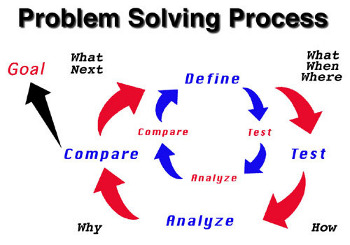 Problem Solving Process
Goal
What
Next
What
When
Where
Define
Compare
Test
Compare
Test
Analyze
Analyze
Why
How